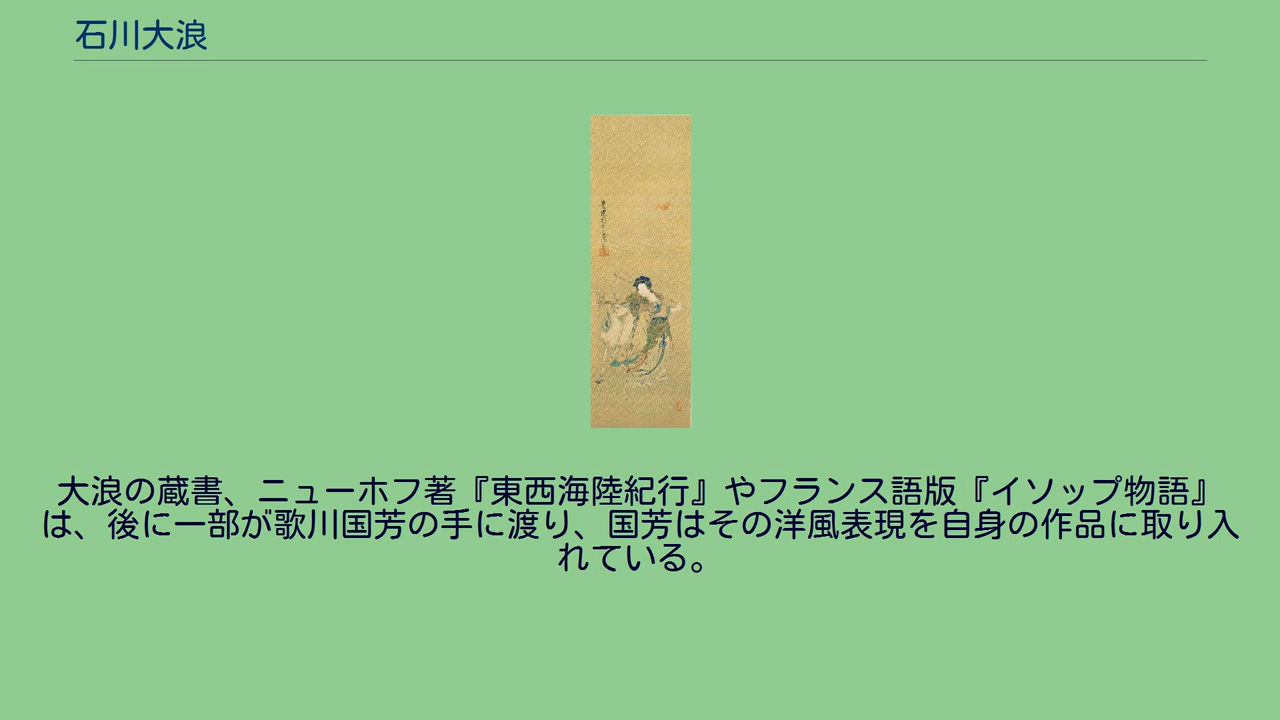 石川大浪
大浪の蔵書、ニューホフ著『東西海陸紀行』やフランス語版『イソップ物語』
は、後に一部が歌川国芳の手に渡り、国芳はその洋風表現を自身の作品に取り入
れている。